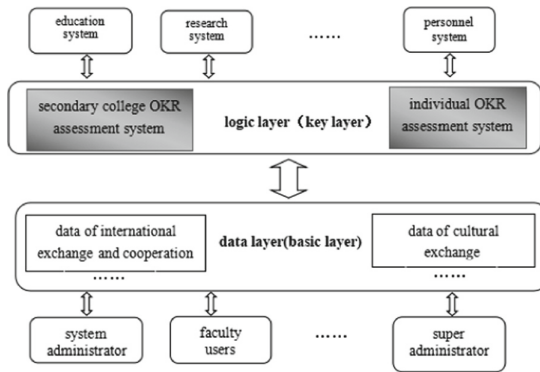 education
system
research
system
……
personnel
system
secondary college OKR
assessment system
logic layer（key layer）
individual OKR
assessment system
data of international
exchange and cooperation
……
data layer(basic layer)
data of cultural
exchange
……
system
administrator
faculty
users
……
super
administrator